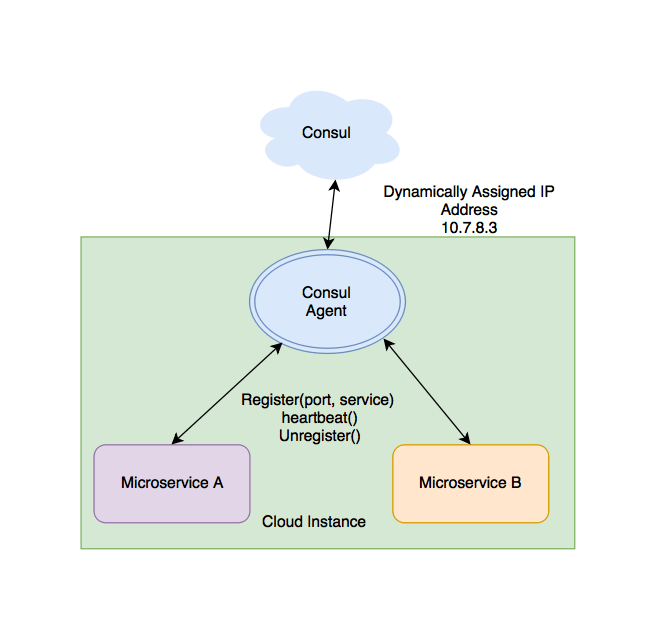 Consul
Dynamically Assigned IP
Address
10.7.8.3
Consul
Agent
Register(port, service)
heartbeat()
Unregister()
Microservice A
Microservice B
Cloud Instance